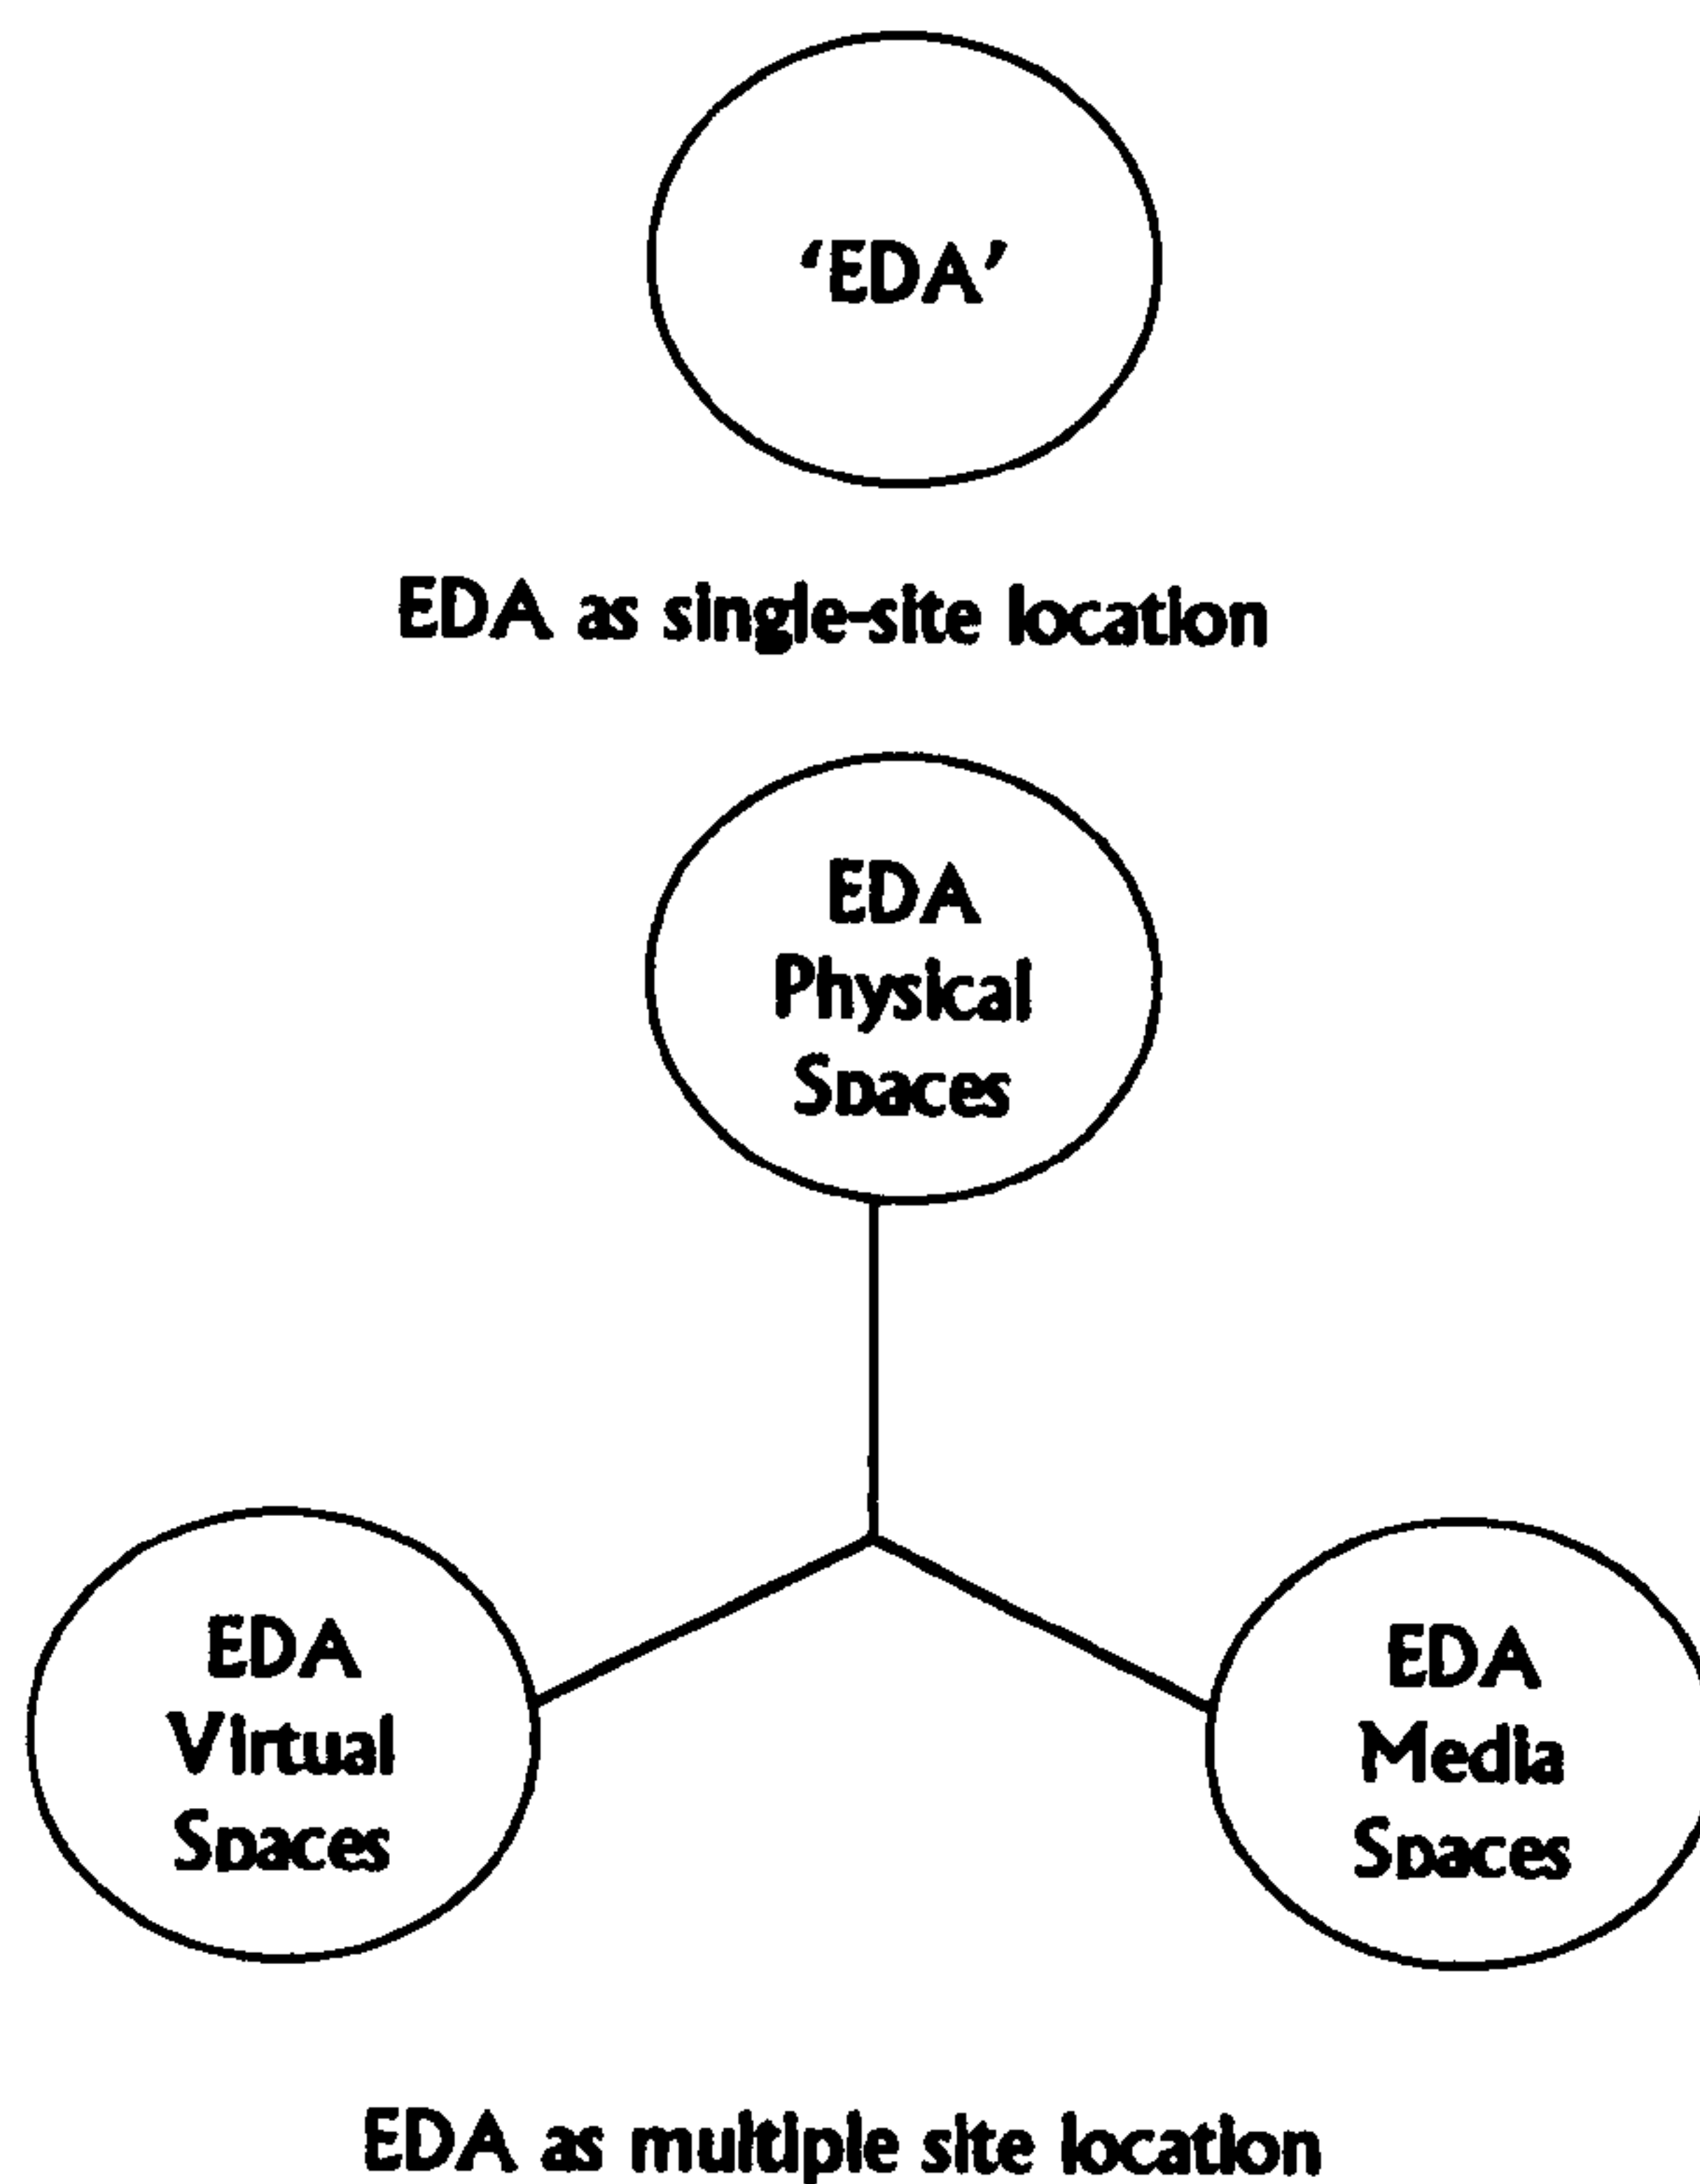 ‘EDA’
EDA as single-site location
EDA
Physical
Spaces
EDA
Virtual
Spaces
EDA
Media
Spaces
EDA as multiple site location